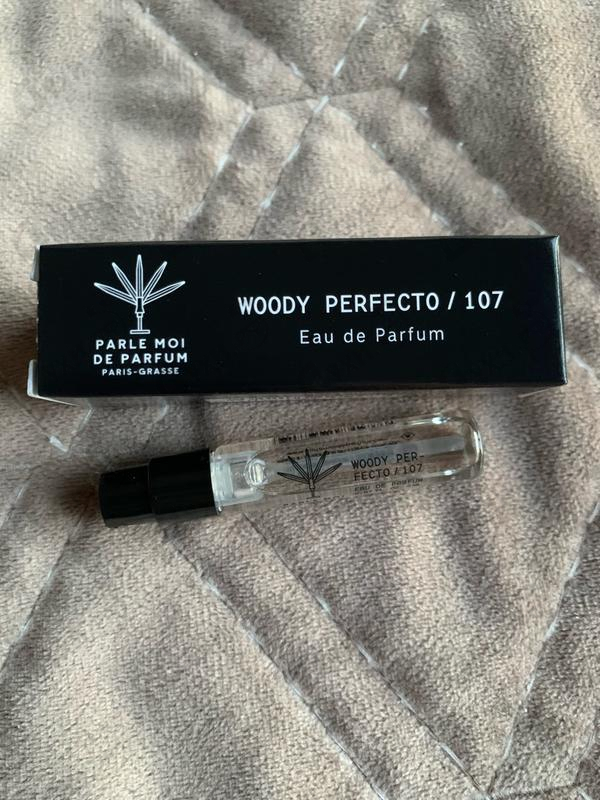 PARLE MOI
DE PARFUM
PARIS-GRASSE
WOODY PERFECTO / 107
Eau de Parfum
WOODY PER-
FECTO / 107
EAU DE PARFUM